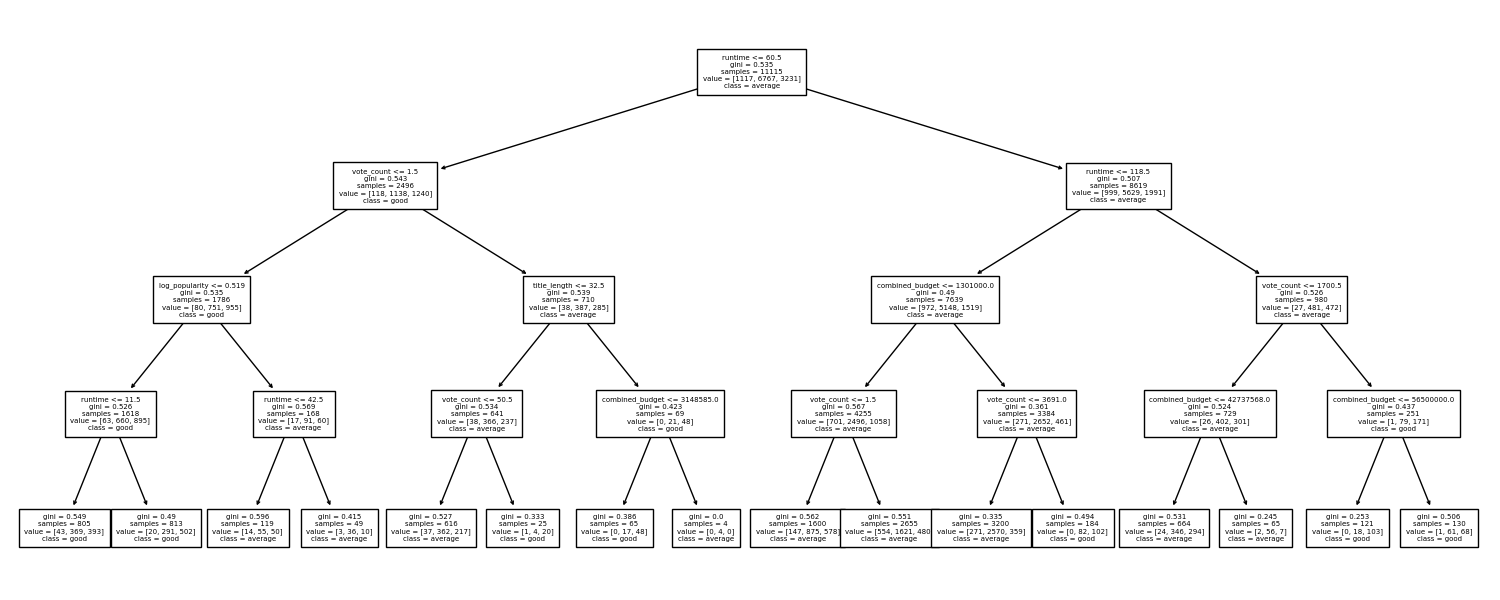 runtime <= 60.5
gini = 0.535
samples = 11115
value = [1117, 6767, 3231]
class = average
vote_count <= 1.5
gini = 0.543
samples = 2496
value = [118, 1138, 1240]
class = good
runtime <= 118.5
gini = 0.507
samples = 8619
value = [999, 5629, 1991]
class = average
log_popularity <= 0.519
gini = 0.535
samples = 1786
value = [80, 751, 955]
class = good
title_length <= 32.5
gini = 0.539
samples = 710
value = [38, 387, 285]
class = average
combined_budget <= 1301000.0
gini = 0.49
samples = 7639
value = [972, 5148, 1519]
class = average
vote_count <= 1700.5
gini = 0.526
samples = 980
value = [27, 481, 472]
class = average
runtime <= 11.5
gini = 0.526
samples = 1618
value = [63, 660, 895]
class = good
runtime <= 42.5
gini = 0.569
samples = 168
value = [17, 91, 60]
class = average
vote_count <= 50.5
gini = 0.534
samples = 641
value = [38, 366, 237]
class = average
combined_budget <= 3148585.0
gini = 0.423
samples = 69
value = [0, 21, 48]
class = good
vote_count <= 1.5
gini = 0.567
samples = 4255
value = [701, 2496, 1058]
class = average
vote_count <= 3691.0
gini = 0.361
samples = 3384
value = [271, 2652, 461]
class = average
combined_budget <= 42737568.0
gini = 0.524
samples = 729
value = [26, 402, 301]
class = average
combined_budget <= 56500000.0
gini = 0.437
samples = 251
value = [1, 79, 171]
class = good
gini = 0.549
samples = 805
value = [43, 369, 393]
class = good
gini = 0.49
samples = 813
value = [20, 291, 502]
class = good
gini = 0.596
samples = 119
value = [14, 55, 50]
class = average
gini = 0.415
samples = 49
value = [3, 36, 10]
class = average
gini = 0.527
samples = 616
value = [37, 362, 217]
class = average
gini = 0.333
samples = 25
value = [1, 4, 20]
class = good
gini = 0.386
samples = 65
value = [0, 17, 48]
class = good
gini = 0.0
samples = 4
value = [0, 4, 0]
class = average
gini = 0.562
samples = 1600
value = [147, 875, 578]
class = average
gini = 0.551
samples = 2655
value = [554, 1621, 480
class = average
gini = 0.335
samples = 3200
value = [271, 2570, 359]
class = average
gini = 0.494
samples = 184
value = [0, 82, 102]
class = good
gini = 0.531
samples = 664
value = [24, 346, 294]
class = average
gini = 0.245
samples = 65
value = [2, 56, 7]
class = average
gini = 0.253
samples = 121
value = [0, 18, 103]
class = good
gini = 0.506
samples = 130
value = [1, 61, 68]
class = good